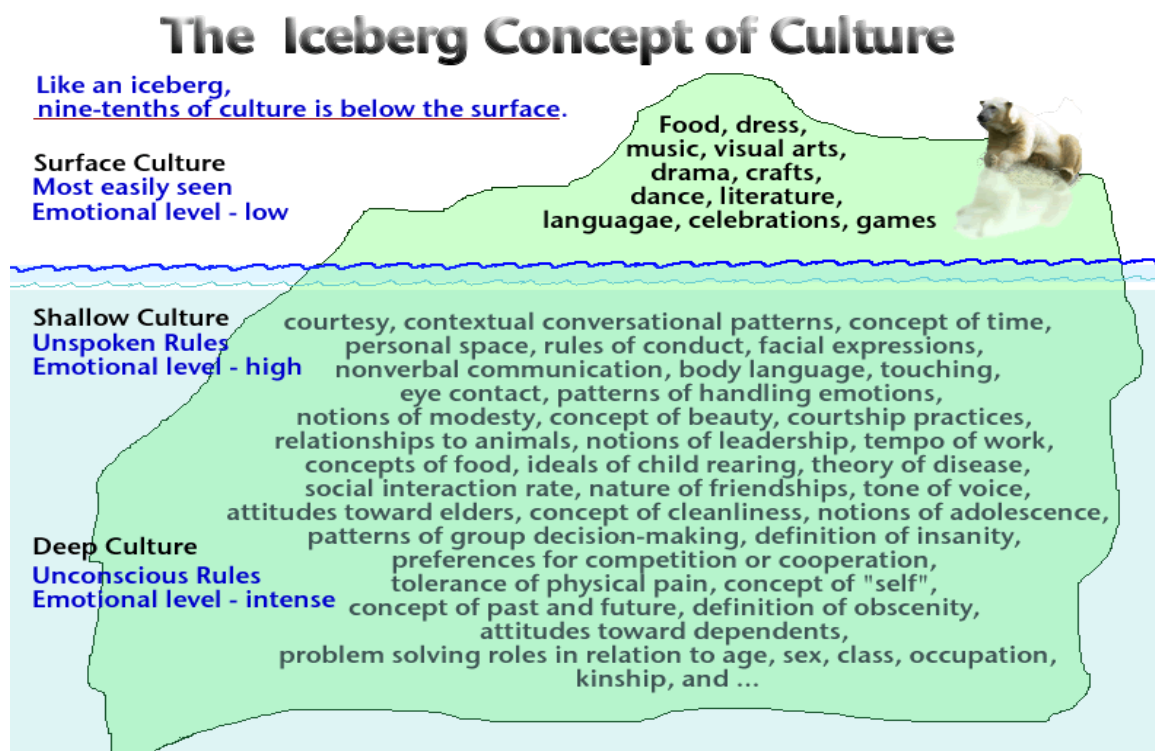 The Iceberg Concept of Culture
Like an iceberg,
nine-tenths of culture is below the surface.
Surface Culture
Most easily seen
Emotional level - low
Food, dress,
music, visual arts,
drama, crafts,
dance, literature,
languagae, celebrations, games
Shallow Culture
Unspoken Rules
Emotional level - high
courtesy, contextual conversational patterns, concept of time,
personal space, rules of conduct, facial expressions,
nonverbal communication, body language, touching,
eye contact, patterns of handling emotions,
notions of modesty, concept of beauty, courtship practices,
relationships to animals, notions of leadership, tempo of work,
concepts of food, ideals of child rearing, theory of disease,
social interaction rate, nature of friendships, tone of voice,
attitudes toward elders, concept of cleanliness, notions of adolescence,
patterns of group decision-making, definition of insanity,
preferences for competition or cooperation,
tolerance of physical pain, concept of "self",
concept of past and future, definition of obscenity,
attitudes toward dependents,
problem solving roles in relation to age, sex, class, occupation,
kinship, and ...
Deep Culture
Unconscious Rules
Emotional level - intense